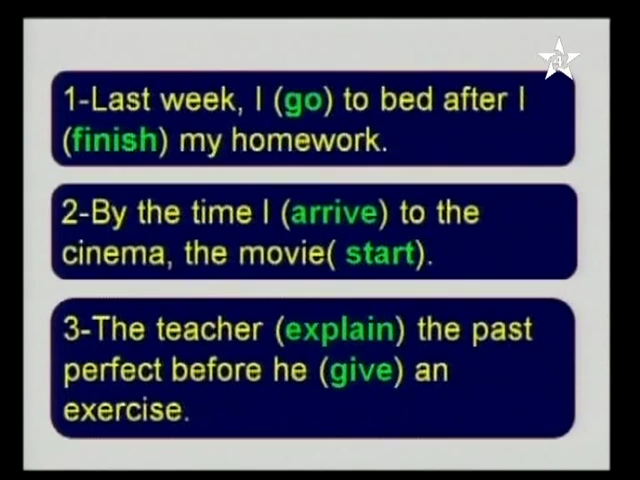 1-Last week, I (go) to bed after I
(finish) my homework.
2-By the time I (arrive) to the
cinema, the movie( start).
3-The teacher (explain) the past
perfect before he (give) an
exercise.